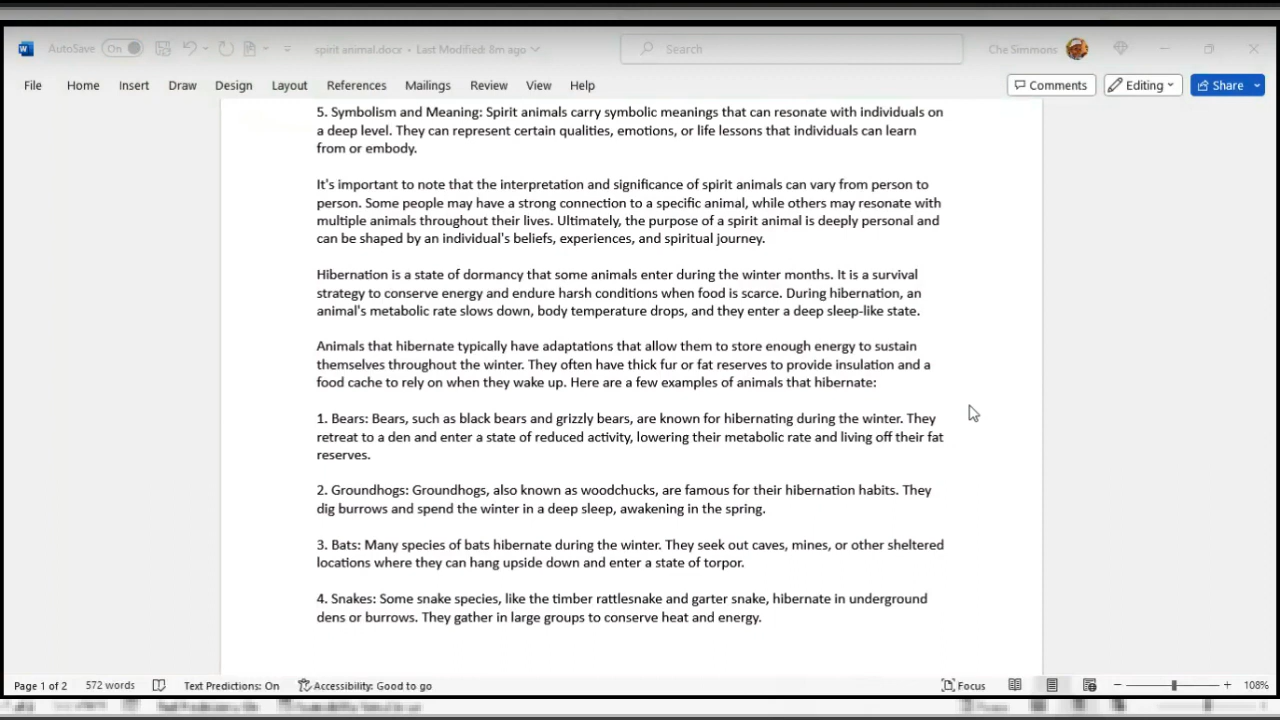 AutoSave On spirit animal.docx • Last Modified: 8m ago Search Che Simmons
File Home Insert Draw Design Layout References Mailings Review View Help Comments Editing Share
5. Symbolism and Meaning: Spirit animals carry symbolic meanings that can resonate with individuals on
a deep level. They can represent certain qualities, emotions, or life lessons that individuals can learn
from or embody.
It's important to note that the interpretation and significance of spirit animals can vary from person to
person. Some people may have a strong connection to a specific animal, while others may resonate with
multiple animals throughout their lives. Ultimately, the purpose of a spirit animal is deeply personal and
can be shaped by an individual's beliefs, experiences, and spiritual journey.
Hibernation is a state of dormancy that some animals enter during the winter months. It is a survival
strategy to conserve energy and endure harsh conditions when food is scarce. During hibernation, an
animal's metabolic rate slows down, body temperature drops, and they enter a deep sleep-like state.
Animals that hibernate typically have adaptations that allow them to store enough energy to sustain
themselves throughout the winter. They often have thick fur or fat reserves to provide insulation and a
food cache to rely on when they wake up. Here are a few examples of animals that hibernate:
1. Bears: Bears, such as black bears and grizzly bears, are known for hibernating during the winter. They
retreat to a den and enter a state of reduced activity, lowering their metabolic rate and living off their fat
reserves.
2. Groundhogs: Groundhogs, also known as woodchucks, are famous for their hibernation habits. They
dig burrows and spend the winter in a deep sleep, awakening in the spring.
3. Bats: Many species of bats hibernate during the winter. They seek out caves, mines, or other sheltered
locations where they can hang upside down and enter a state of torpor.
4. Snakes: Some snake species, like the timber rattlesnake and garter snake, hibernate in underground
dens or burrows. They gather in large groups to conserve heat and energy.
Page 1 of 2 572 words Text Predictions: On Accessibility: Good to go Focus 108%